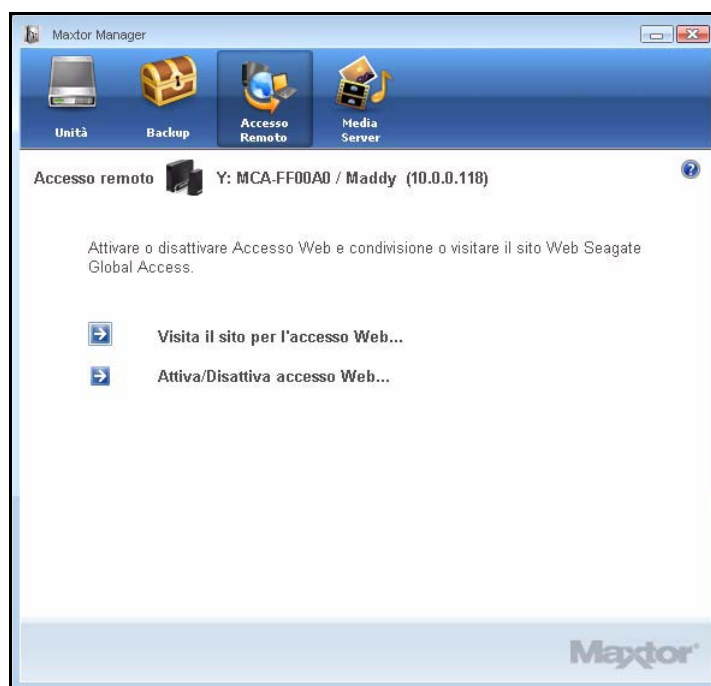 Maxtor Manager
Unità
Backup
Accesso
Remoto
Media
Server
Accesso remoto Y: MCA-FF00A0 / Maddy (10.0.0.118)
?
Attivare o disattivare Accesso Web e condivisione o visitare il sito Web Seagate
Global Access.
Visita il sito per l'accesso Web...
Attiva/Disattiva accesso Web...
Maxtor